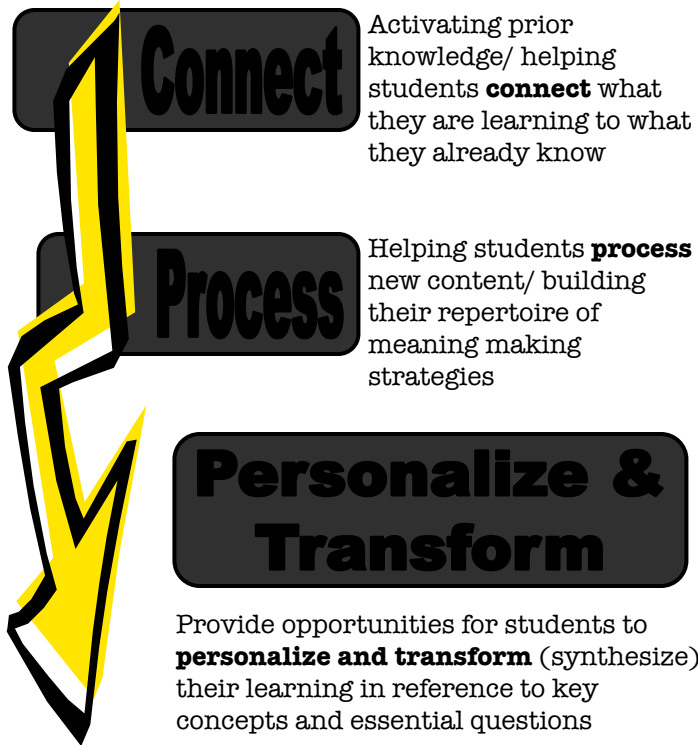 Connect
Activating prior
knowledge/ helping
students connect what
they are learning to what
they already know
Process
Helping students process
new content/ building
their repertoire of
meaning making
strategies
Personalize &
Transform
Provide opportunities for students to
personalize and transform (synthesize)
their learning in reference to key
concepts and essential questions